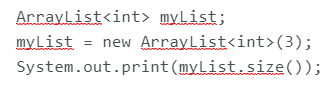 ArrayList<int> myList;
myList = new ArrayList<int>(3);
System.out.print(myList.size());